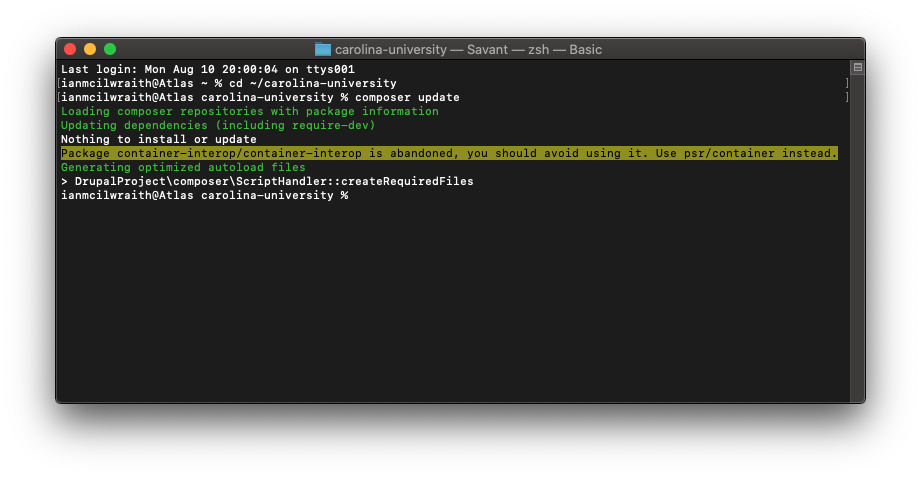 carolina-university — Savant — zsh — Basic
Last login: Mon Aug 10 20:00:04 on ttys001
[ianmcilwraith@Atlas ~ % cd ~/carolina-university ]
[ianmcilwraith@Atlas carolina-university % composer update ]
Loading composer repositories with package information
Updating dependencies (including require-dev)
Nothing to install or update
Package container-interop/container-interop is abandoned, you should avoid using it. Use psr/container instead.
Generating optimized autoload files
> DrupalProject\composer\ScriptHandler::createRequiredFiles
ianmcilwraith@Atlas carolina-university %